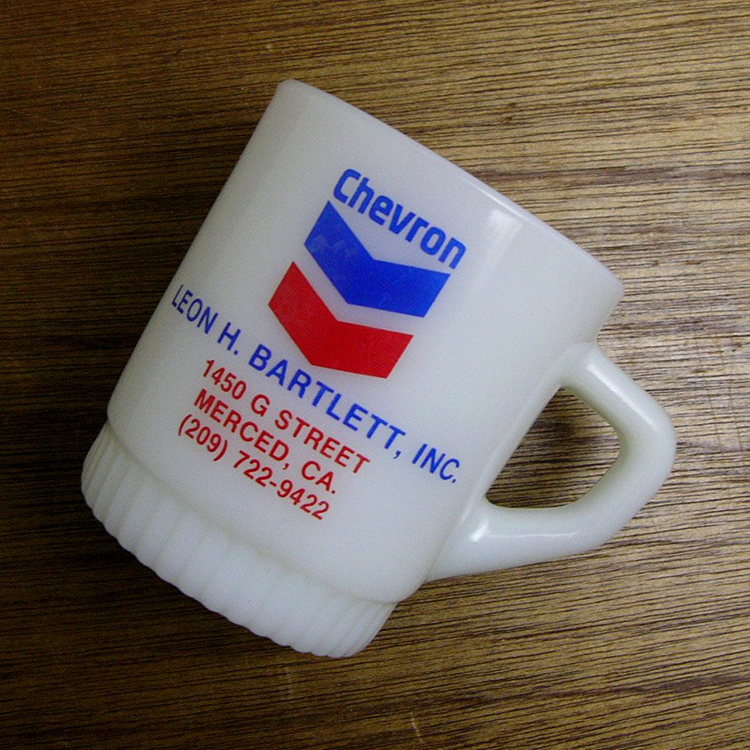 Chevron
LEON H. BARTLETT, INC.
1450 G STREET
MERCED, CA.
(209) 722-9422